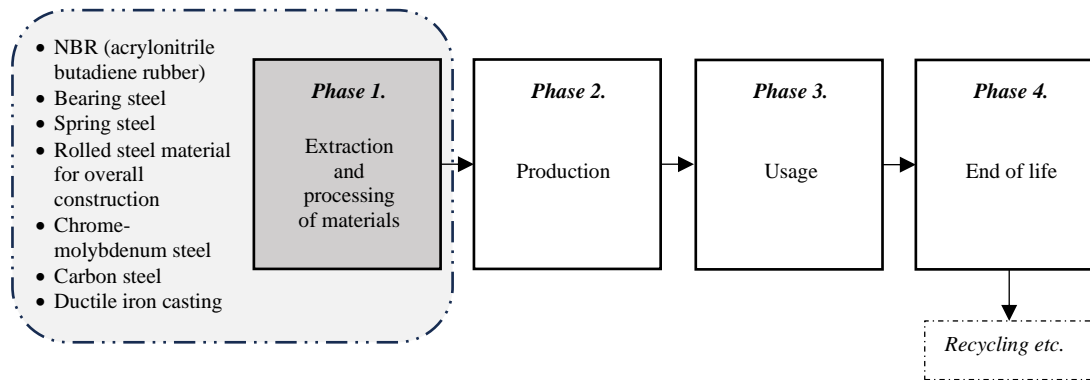 • NBR (acrylonitrile
butadiene rubber)
• Bearing steel
• Spring steel
• Rolled steel material
for overall
construction
• Chrome-
molybdenum steel
• Carbon steel
• Ductile iron casting
Phase 1.
Extraction
and
processing
of materials
Phase 2.
Production
Phase 3.
Usage
Phase 4.
End of life
Recycling etc.